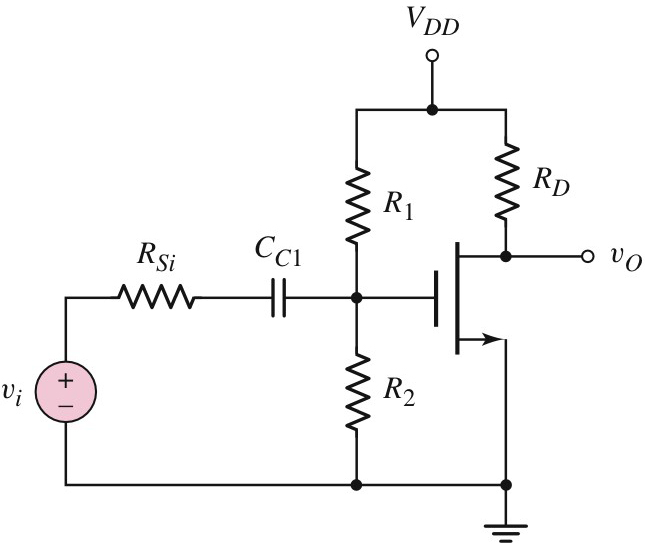 V_DD
R_D
R_1
R_Si
C_C1
v_O
v_i
+
−
R_2